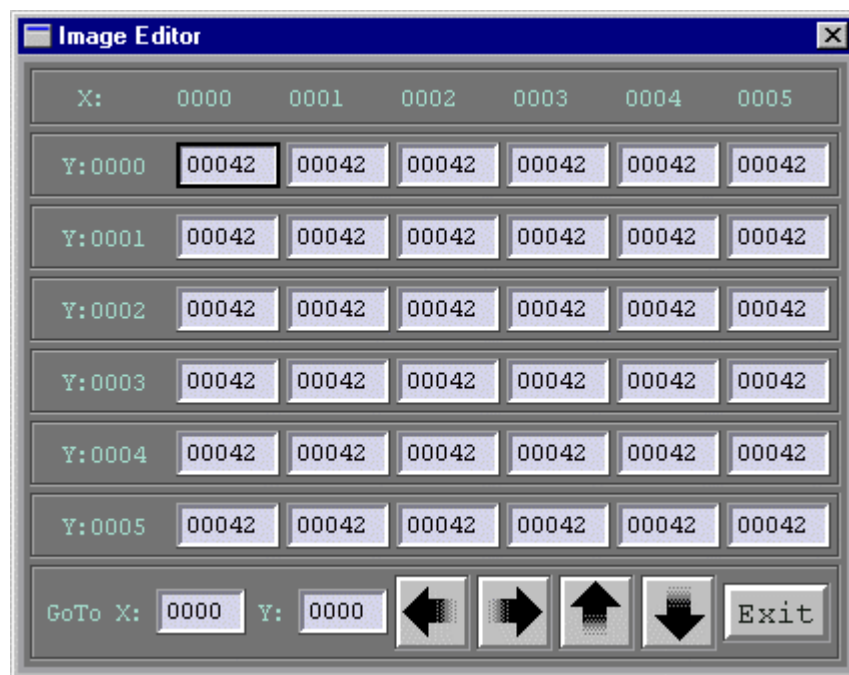 Image Editor
X: 0000 0001 0002 0003 0004 0005
Y:0000 00042 00042 00042 00042 00042 00042
Y:0001 00042 00042 00042 00042 00042 00042
Y:0002 00042 00042 00042 00042 00042 00042
Y:0003 00042 00042 00042 00042 00042 00042
Y:0004 00042 00042 00042 00042 00042 00042
Y:0005 00042 00042 00042 00042 00042 00042
GoTo X: 0000 Y: 0000 Exit